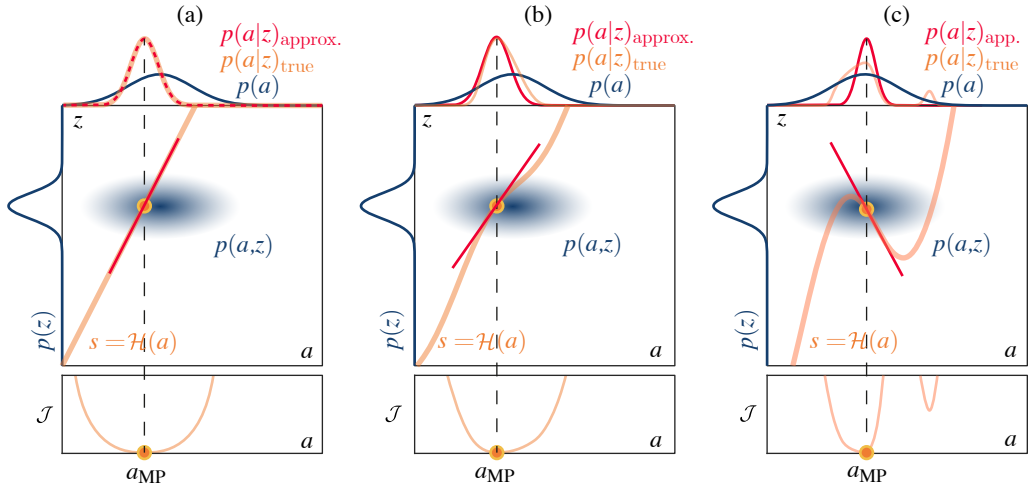 (a)
p(a|z)approx.
p(a|z)true
p(a)
z
p(a,z)
p(z)
s = ℋ(a)
a
𝒥
a
aMP
(b)
p(a|z)approx.
p(a|z)true
p(a)
z
p(a,z)
p(z)
s = ℋ(a)
a
𝒥
a
aMP
(c)
p(a|z)app.
p(a|z)true
p(a)
z
p(a,z)
p(z)
s = ℋ(a)
a
𝒥
a
aMP